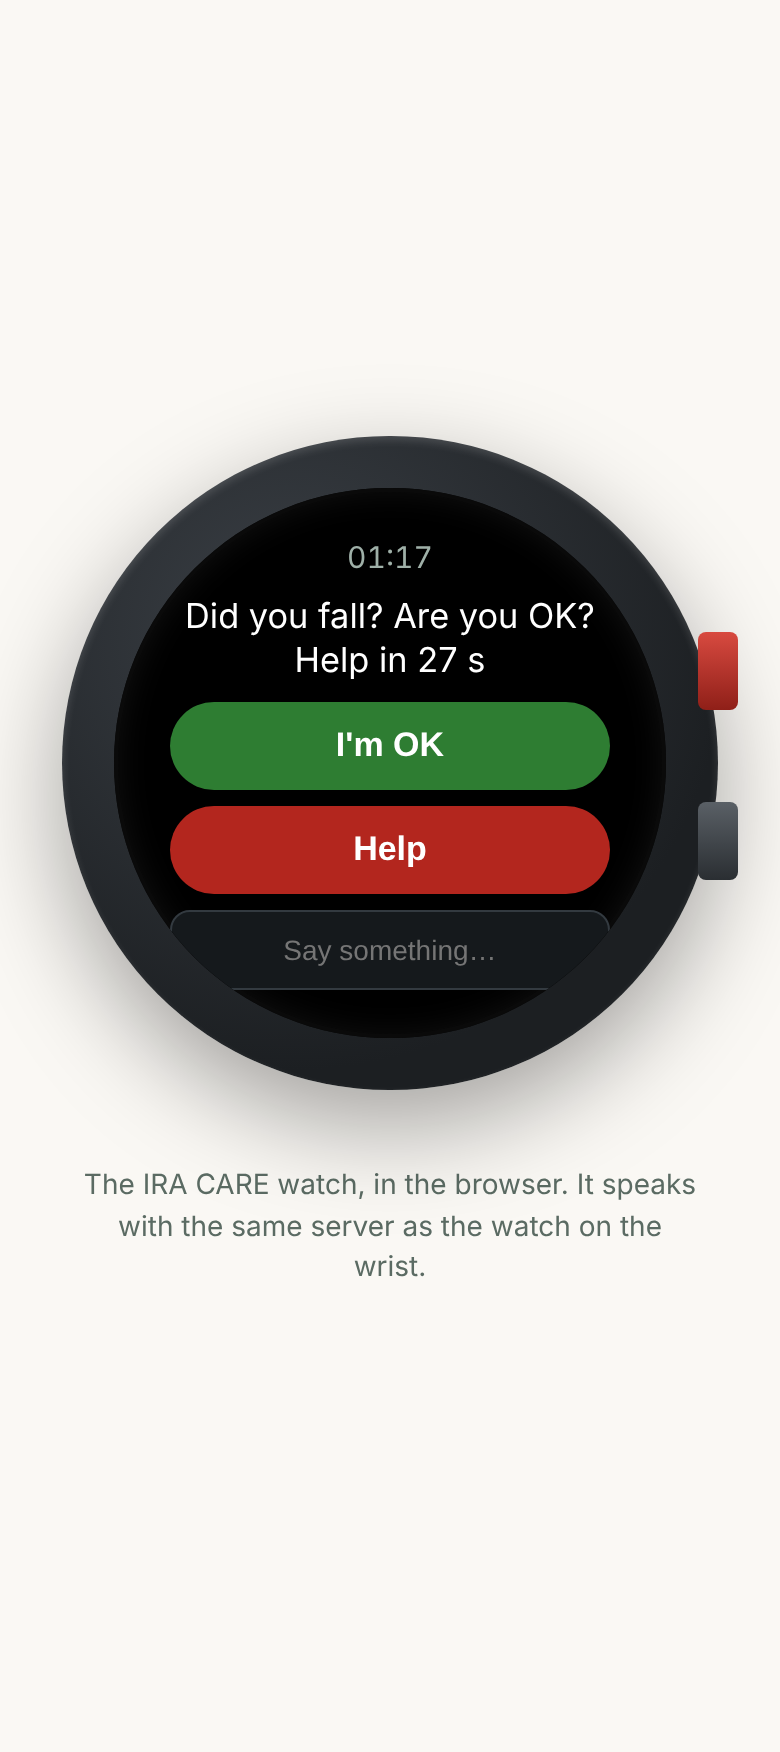 01:17
Did you fall? Are you OK?
Help in 27 s
I'm OK
Help
Say something…
The IRA CARE watch, in the browser. It speaks
with the same server as the watch on the
wrist.